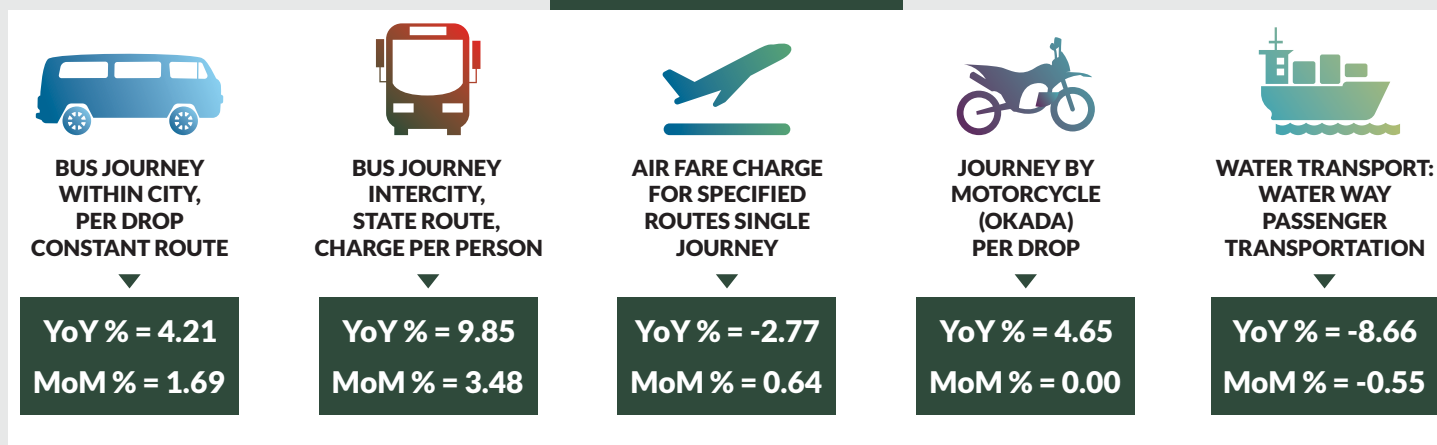 BUS JOURNEY
WITHIN CITY,
PER DROP
CONSTANT ROUTE
YoY % = 4.21
MoM % = 1.69
BUS JOURNEY
INTERCITY,
STATE ROUTE,
CHARGE PER PERSON
YoY % = 9.85
MoM % = 3.48
AIR FARE CHARGE
FOR SPECIFIED
ROUTES SINGLE
JOURNEY
YoY % = -2.77
MoM % = 0.64
JOURNEY BY
MOTORCYCLE
(OKADA)
PER DROP
YoY % = 4.65
MoM % = 0.00
WATER TRANSPORT:
WATER WAY
PASSENGER
TRANSPORTATION
YoY % = -8.66
MoM % = -0.55